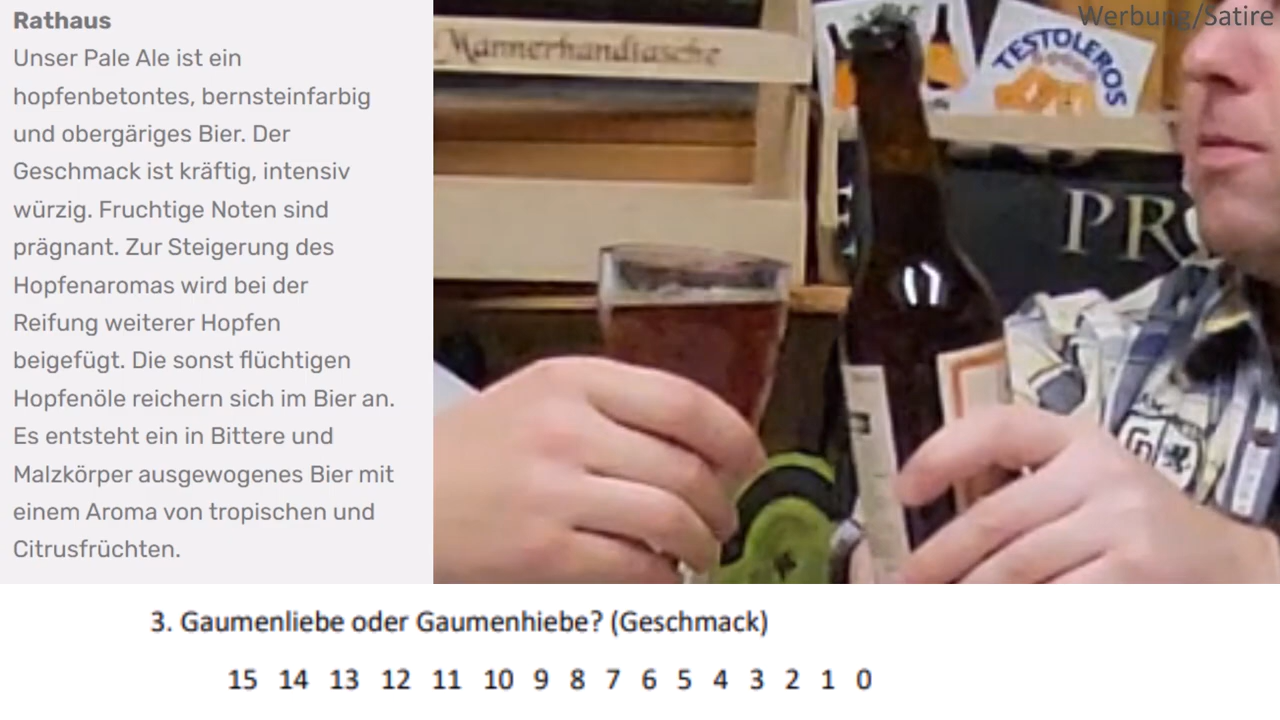 Rathaus
Unser Pale Ale ist ein
hopfenbetontes, bernsteinfarbig
und obergäriges Bier. Der
Geschmack ist kräftig, intensiv
würzig. Fruchtige Noten sind
prägnant. Zur Steigerung des
Hopfenaromas wird bei der
Reifung weiterer Hopfen
beigefügt. Die sonst flüchtigen
Hopfenöle reichern sich im Bier an.
Es entsteht ein in Bittere und
Malzkörper ausgewogenes Bier mit
einem Aroma von tropischen und
Citrusfrüchten.
Werbung/Satire
Männerhandtasche
TESTOLEROS
PR
3. Gaumenliebe oder Gaumenhiebe? (Geschmack)
15 14 13 12 11 10 9 8 7 6 5 4 3 2 1 0